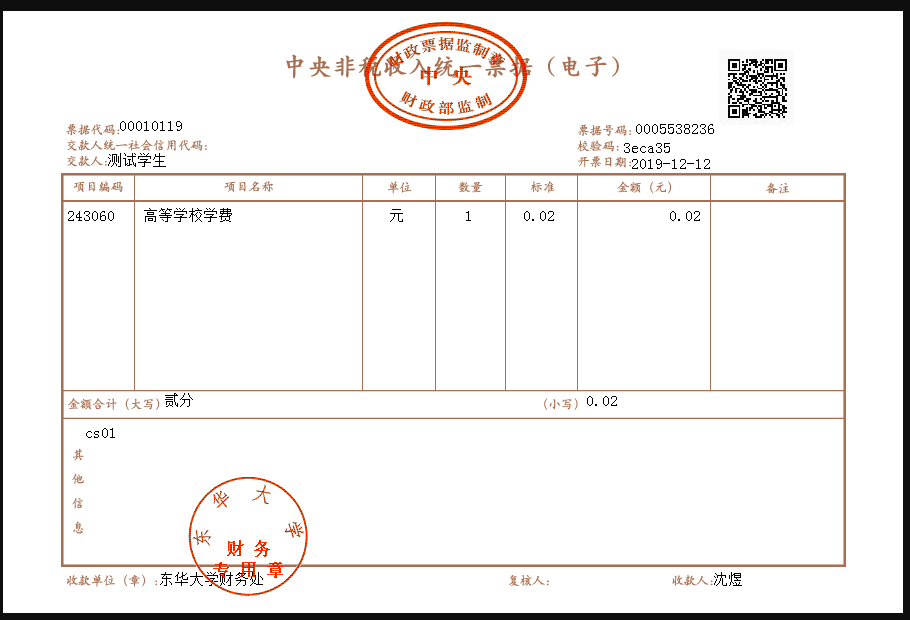 中央非税收入统一票据（电子）
财政票据监制章
中央
财政部监制
票据代码:00010119
票据号码:0005538236
交款人统一社会信用代码:
校验码:3eca35
交款人:测试学生
开票日期:2019-12-12
项目编码 项目名称 单位 数量 标准 金额（元） 备注
243060 高等学校学费 元 1 0.02 0.02
金额合计（大写）贰分 （小写）0.02
cs01
其他信息
东华大学
财务
专用章
收款单位（章）:东华大学财务处 复核人: 收款人:沈煜